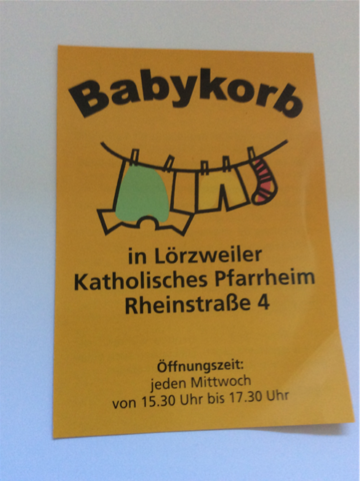 Babykorb
in Lörzweiler
Katholisches Pfarrheim
Rheinstraße 4
Öffnungszeit:
jeden Mittwoch
von 15.30 Uhr bis 17.30 Uhr